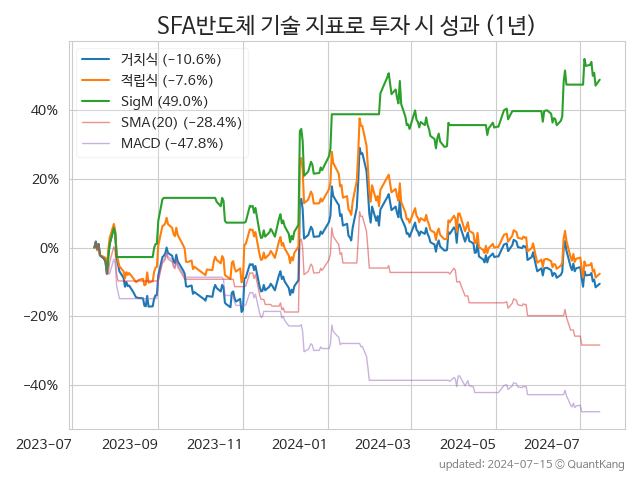 SFA반도체 기술 지표로 투자 시 성과 (1년)
거치식 (-10.6%)
적립식 (-7.6%)
SigM (49.0%)
SMA(20) (-28.4%)
MACD (-47.8%)
40%
20%
0%
-20%
-40%
2023-07 2023-09 2023-11 2024-01 2024-03 2024-05 2024-07
updated: 2024-07-15 © QuantKang